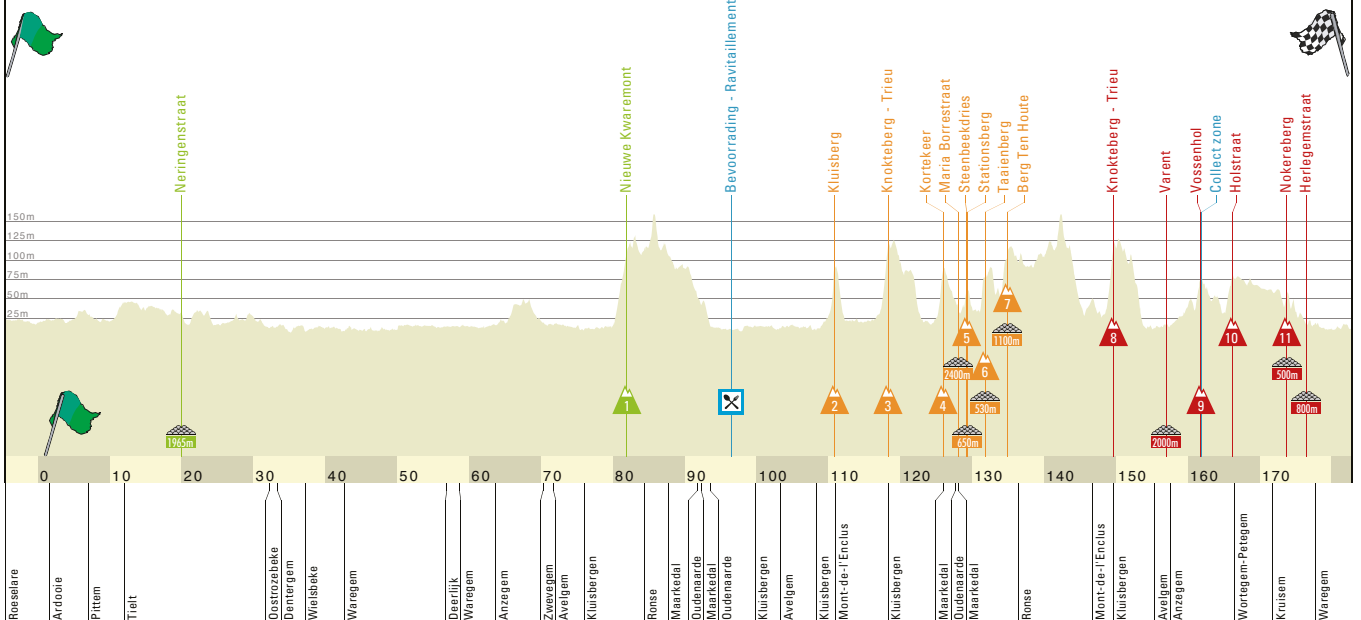 Neringenstraat
Nieuwe Kwaremont
Bevoorrading - Ravitaillement
Kluisberg
Knokteberg - Trieu
Kortekeer
Maria Borrestraat
Steenbeekdries
Stationsberg
Taaienberg
Berg Ten Houte
Knokteberg - Trieu
Varent
Vossenhol
Collect zone
Holstraat
Nokereberg
Herlegemstraat
150m
125m
100m
75m
50m
25m
7
1100m
5
8
10
11
2400m
6
500m
1
2
3
4
530m
9
800m
1965m
650m
2000m
0 10 20 30 40 50 60 70 80 90 100 110 120 130 140 150 160 170
Roeselare
Ardooie
Pittem
Tielt
Oostrozebeke
Dentergem
Wielsbeke
Waregem
Deerlijk
Waregem
Anzegem
Zwevegem
Avelgem
Kluisbergen
Ronse
Maarkedal
Oudenaarde
Maarkedal
Oudenaarde
Kluisbergen
Avelgem
Kluisbergen
Mont-de-l'Enclus
Kluisbergen
Maarkedal
Oudenaarde
Maarkedal
Ronse
Mont-de-l'Enclus
Kluisbergen
Avelgem
Anzegem
Wortegem-Petegem
Kruisem
Waregem